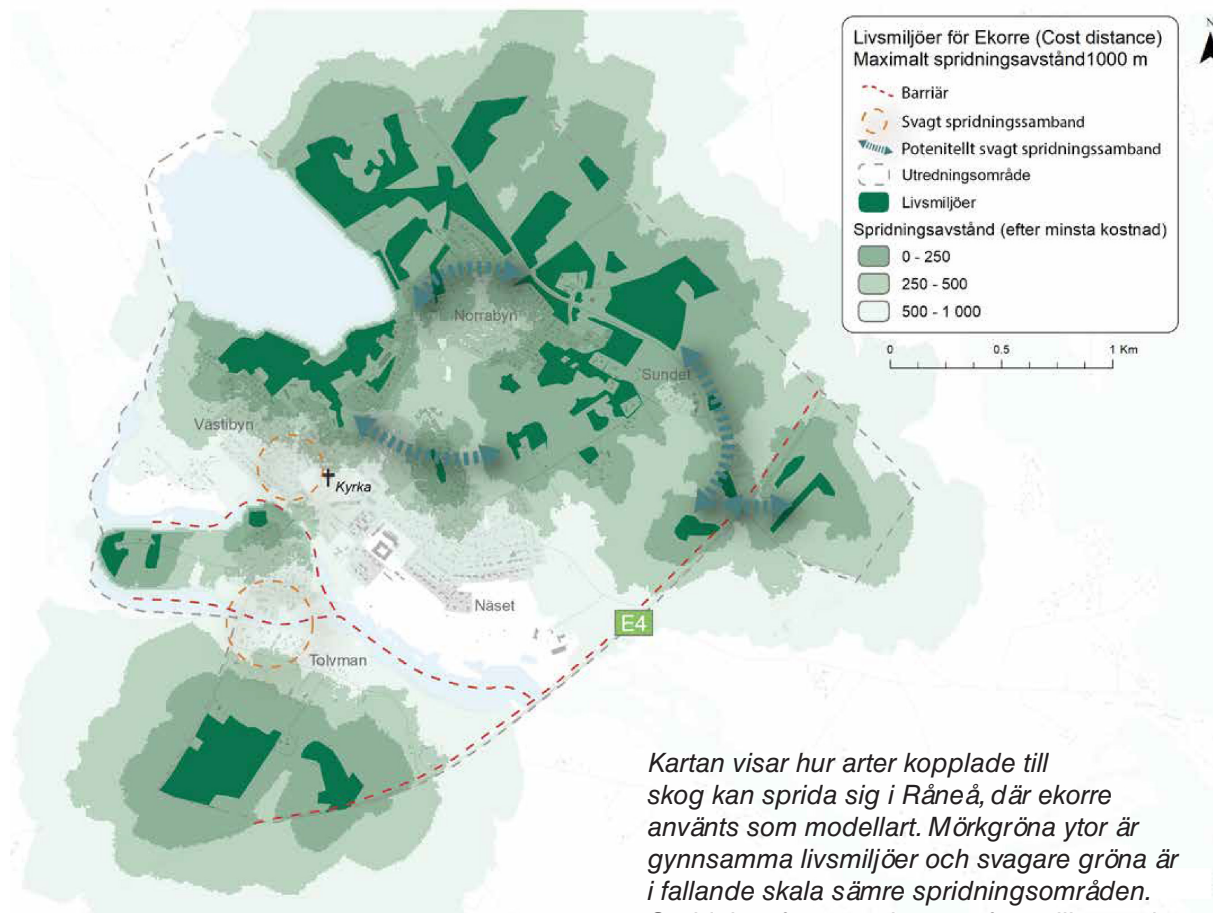 Livsmiljöer för Ekorre (Cost distance)
Maximalt spridningsavstånd1000 m
Barriär
Svagt spridningssamband
Potenitellt svagt spridningssamband
Utredningsområde
Livsmiljöer
Spridningsavstånd (efter minsta kostnad)
0 - 250
250 - 500
500 - 1 000
N
0 0.5 1 Km
Norrabyn
Sundet
Västibyn
Kyrka
Näset
E4
Tolvman
Kartan visar hur arter kopplade till
skog kan sprida sig i Råneå, där ekorre
använts som modellart. Mörkgröna ytor är
gynnsamma livsmiljöer och svagare gröna är
i fallande skala sämre spridningsområden.